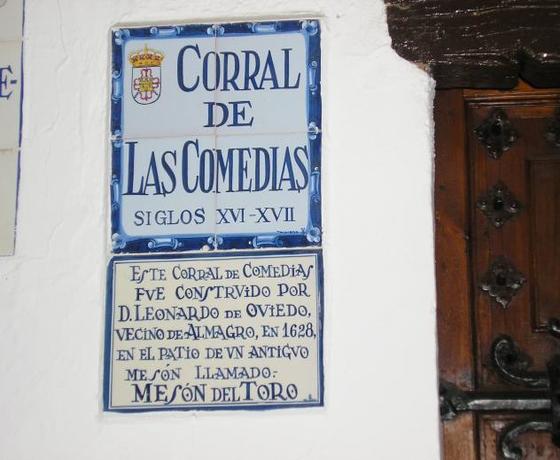 E-
CORRAL
DE
LAS COMEDIAS
SIGLOS XVI-XVII
ESTE CORRAL DE COMEDIAS
FVE CONSTRVIDO POR
D. LEONARDO DE OVIEDO,
VECINO DE ALMAGRO, EN 1628,
EN EL PATIO DE VN ANTIGVO
MESÓN LLAMADO:
MESÓN DEL TORO